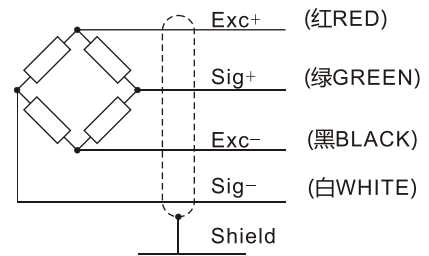 Exc+ (红RED)
Sig+ (绿GREEN)
Exc− (黑BLACK)
Sig− (白WHITE)
Shield